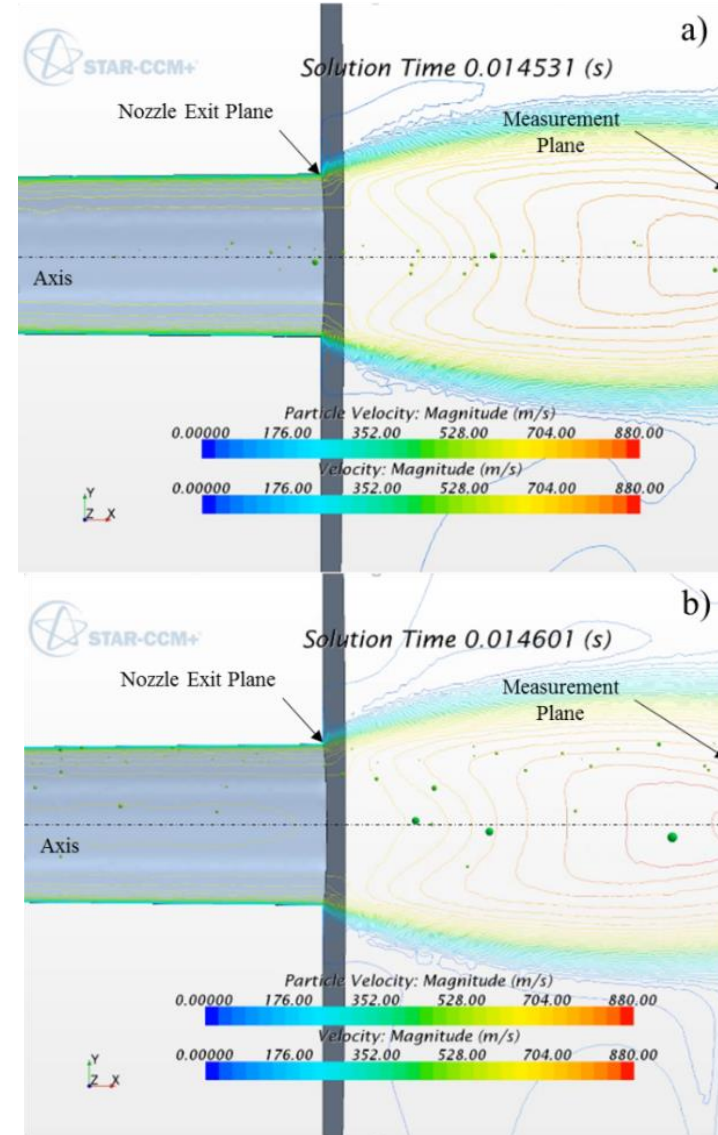 a)
STAR-CCM+
Solution Time 0.014531 (s)
Nozzle Exit Plane
Measurement
Plane
Axis
Particle Velocity: Magnitude (m/s)
0.00000 176.00 352.00 528.00 704.00 880.00
Velocity: Magnitude (m/s)
0.00000 176.00 352.00 528.00 704.00 880.00
Y
Z X
b)
STAR-CCM+
Solution Time 0.014601 (s)
Nozzle Exit Plane
Measurement
Plane
Axis
Particle Velocity: Magnitude (m/s)
0.00000 176.00 352.00 528.00 704.00 880.00
Velocity: Magnitude (m/s)
0.00000 176.00 352.00 528.00 704.00 880.00
Y
Z X